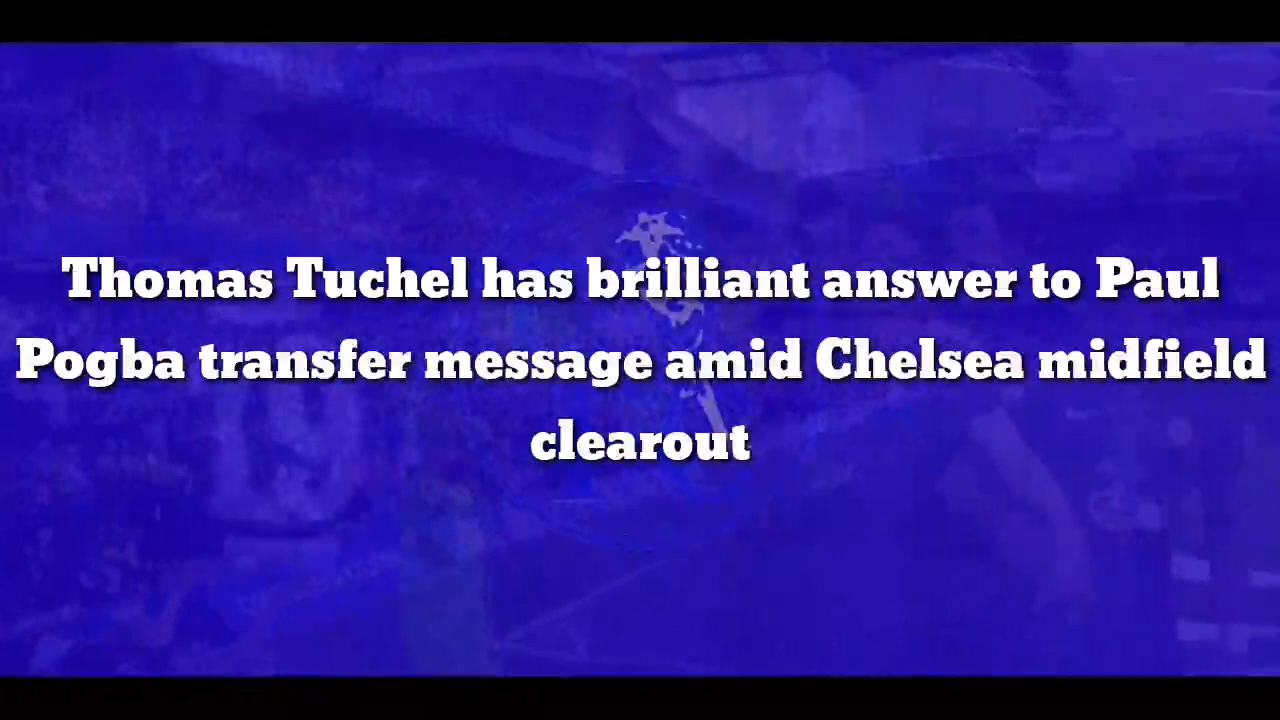 Thomas Tuchel has brilliant answer to Paul
Pogba transfer message amid Chelsea midfield
clearout